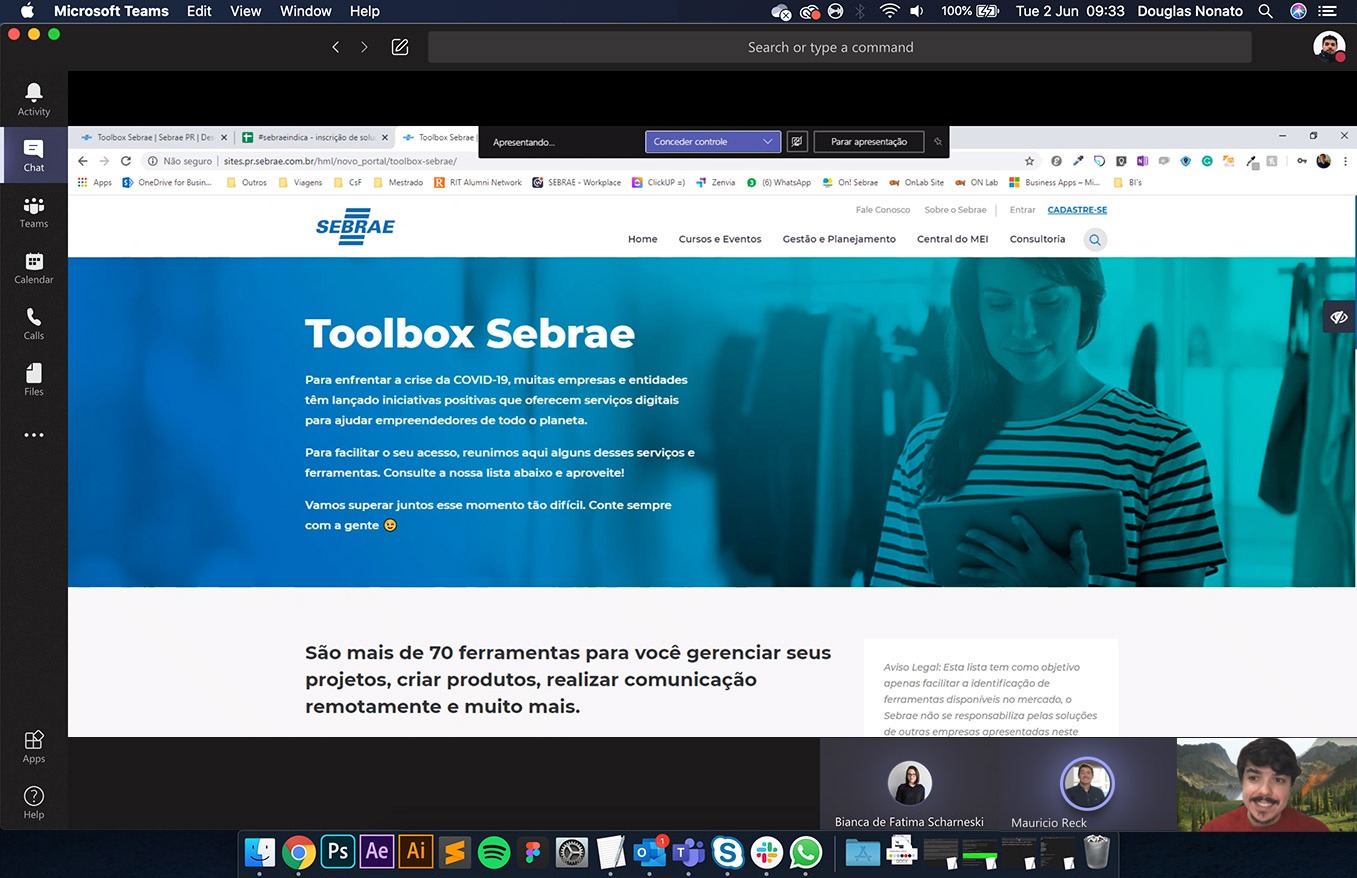 Microsoft Teams Edit View Window Help
100% Tue 2 Jun 09:33 Douglas Nonato
Search or type a command
Activity
Chat
Teams
Calendar
Calls
Files
Apps
Help
Toolbox Sebrae | Sebrae PR | Des
#sebraeindica - inscrição de solu
Toolbox Sebrae |
Apresentando...
Conceder controle
Parar apresentação
Não seguro | sites.pr.sebrae.com.br/hml/novo_portal/toolbox-sebrae/
Apps OneDrive for Busin... Outros Viagens CsF Mestrado RIT Alumni Network SEBRAE - Workplace ClickUP =) Zenvia (6) WhatsApp On! Sebrae OnLab Site ON Lab Business Apps – Mi... BI's
SEBRAE
Fale Conosco Sobre o Sebrae | Entrar CADASTRE-SE
Home Cursos e Eventos Gestão e Planejamento Central do MEI Consultoria
Toolbox Sebrae
Para enfrentar a crise da COVID-19, muitas empresas e entidades
têm lançado iniciativas positivas que oferecem serviços digitais
para ajudar empreendedores de todo o planeta.
Para facilitar o seu acesso, reunimos aqui alguns desses serviços e
ferramentas. Consulte a nossa lista abaixo e aproveite!
Vamos superar juntos esse momento tão difícil. Conte sempre
com a gente 😉
São mais de 70 ferramentas para você gerenciar seus
projetos, criar produtos, realizar comunicação
remotamente e muito mais.
Aviso Legal: Esta lista tem como objetivo
apenas facilitar a identificação de
ferramentas disponíveis no mercado, o
Sebrae não se responsabiliza pelas soluções
de outras empresas apresentadas neste
Bianca de Fatima Scharneski
Mauricio Reck
Ps Ae Ai 1